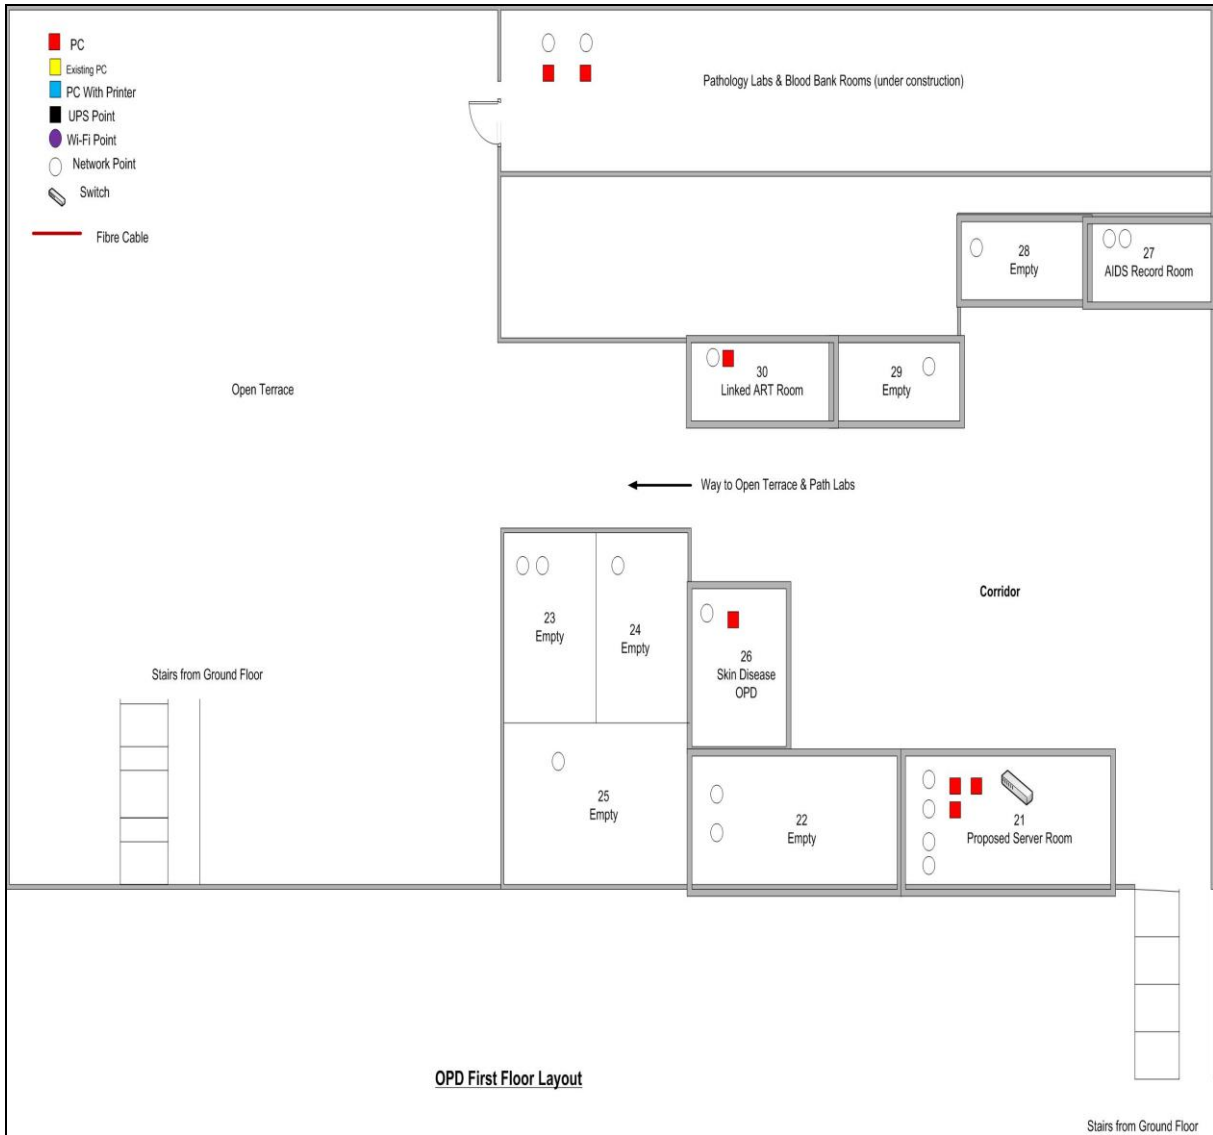 PC
Existing PC
PC With Printer
UPS Point
Wi-Fi Point
Network Point
Switch
Fibre Cable
Pathology Labs & Blood Bank Rooms (under construction)
28
Empty
27
AIDS Record Room
30
Linked ART Room
29
Empty
Open Terrace
Way to Open Terrace & Path Labs
Corridor
23
Empty
24
Empty
26
Skin Disease
OPD
Stairs from Ground Floor
25
Empty
22
Empty
21
Proposed Server Room
OPD First Floor Layout
Stairs from Ground Floor